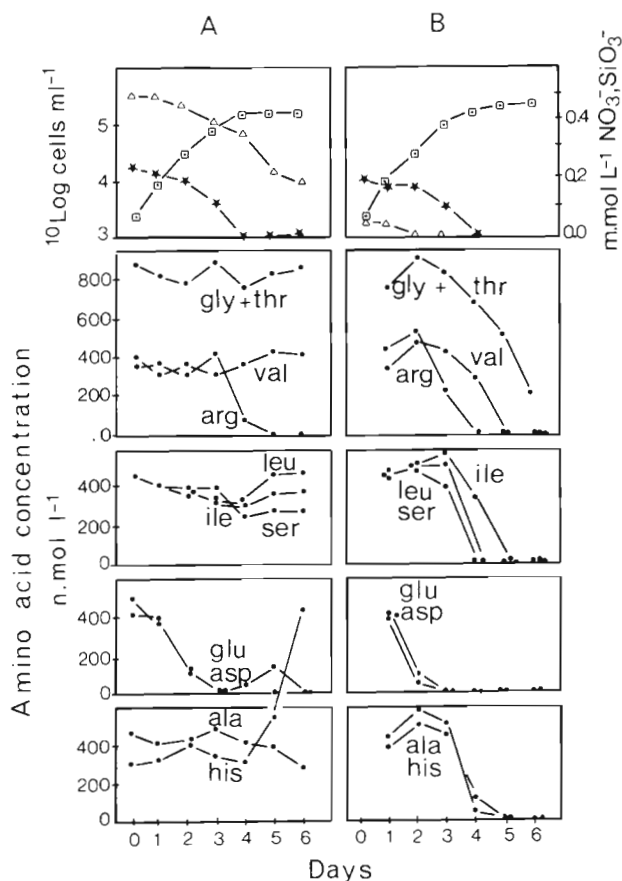 A
B
10Log cells ml−1
5
4
3
0.4
0.2
0.0
m.mol L−1 NO3−, SiO3−
Amino acid concentration
n.mol l−1
800
600
400
200
.0
gly + thr
val
arg
gly + thr
val
arg
400
200
leu
ile
ser
ile
leu
ser
400
200
0
glu
asp
glu
asp
400
200
0
ala
his
ala
his
0 1 2 3 4 5 6
0 1 2 3 4 5 6
Days